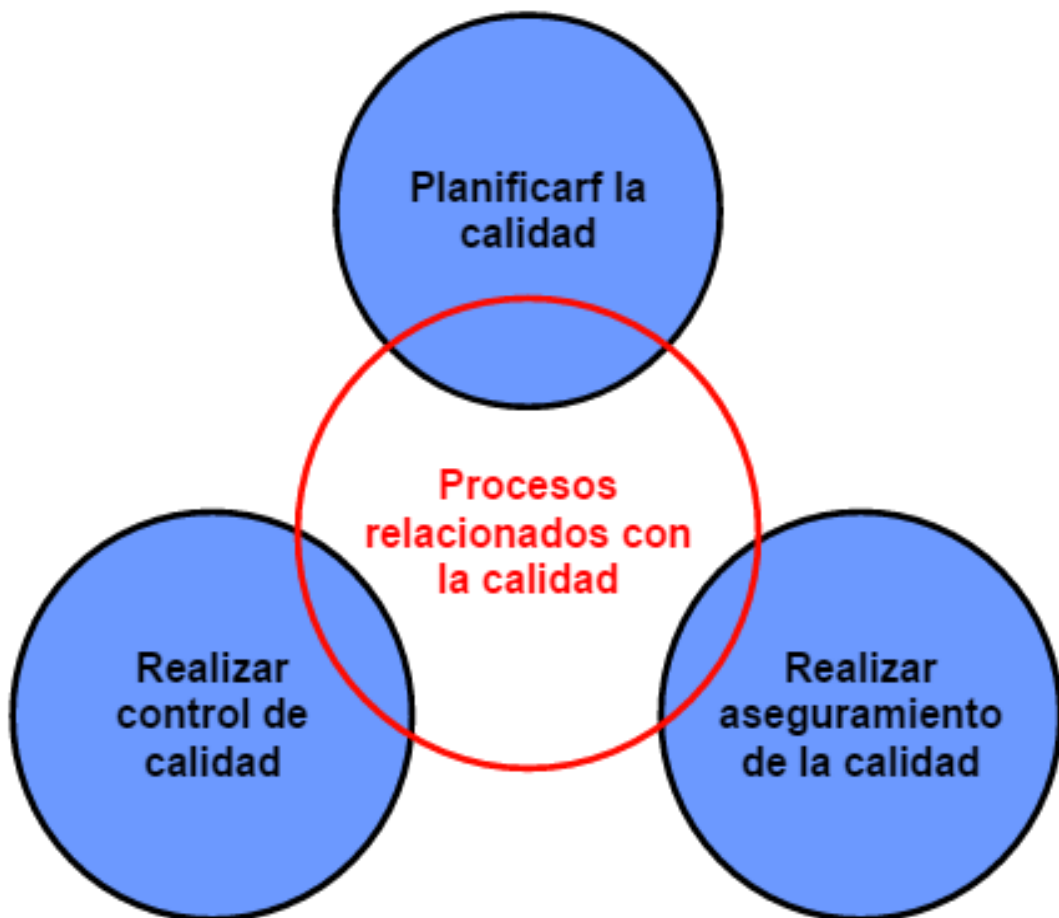 Planificarf la
calidad
Procesos
relacionados con
la calidad
Realizar
control de
calidad
Realizar
aseguramiento
de la calidad